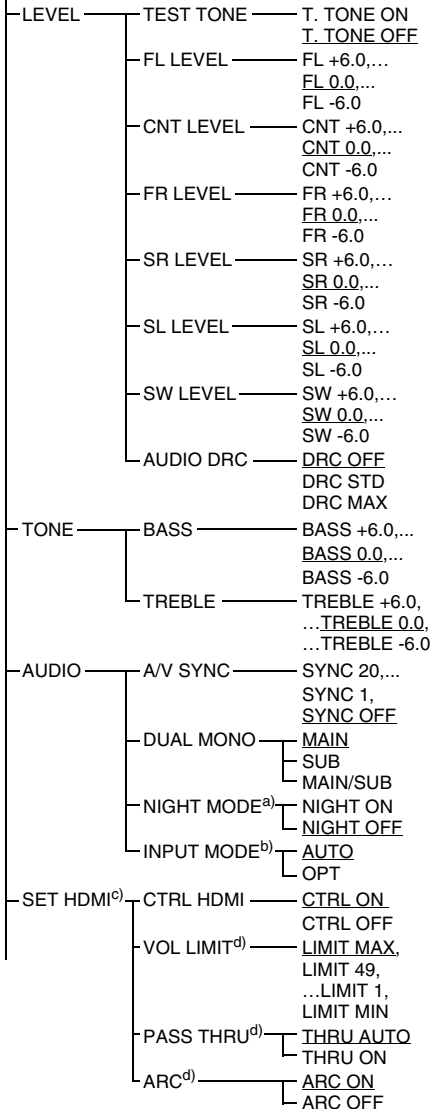 LEVEL TEST TONE T. TONE ON
T. TONE OFF
FL LEVEL FL +6.0,…
FL 0.0,...
FL -6.0
CNT LEVEL CNT +6.0,...
CNT 0.0,...
CNT -6.0
FR LEVEL FR +6.0,…
FR 0.0,...
FR -6.0
SR LEVEL SR +6.0,…
SR 0.0,...
SR -6.0
SL LEVEL SL +6.0,…
SL 0.0,...
SL -6.0
SW LEVEL SW +6.0,…
SW 0.0,...
SW -6.0
AUDIO DRC DRC OFF
DRC STD
DRC MAX
TONE BASS BASS +6.0,...
BASS 0.0,...
BASS -6.0
TREBLE TREBLE +6.0,
…TREBLE 0.0,
…TREBLE -6.0
AUDIO A/V SYNC SYNC 20,...
SYNC 1,
SYNC OFF
DUAL MONO MAIN
SUB
MAIN/SUB
NIGHT MODEa) NIGHT ON
NIGHT OFF
INPUT MODEb) AUTO
OPT
SET HDMIc) CTRL HDMI CTRL ON
CTRL OFF
VOL LIMITd) LIMIT MAX,
LIMIT 49,
…LIMIT 1,
LIMIT MIN
PASS THRUd) THRU AUTO
THRU ON
ARCd) ARC ON
ARC OFF